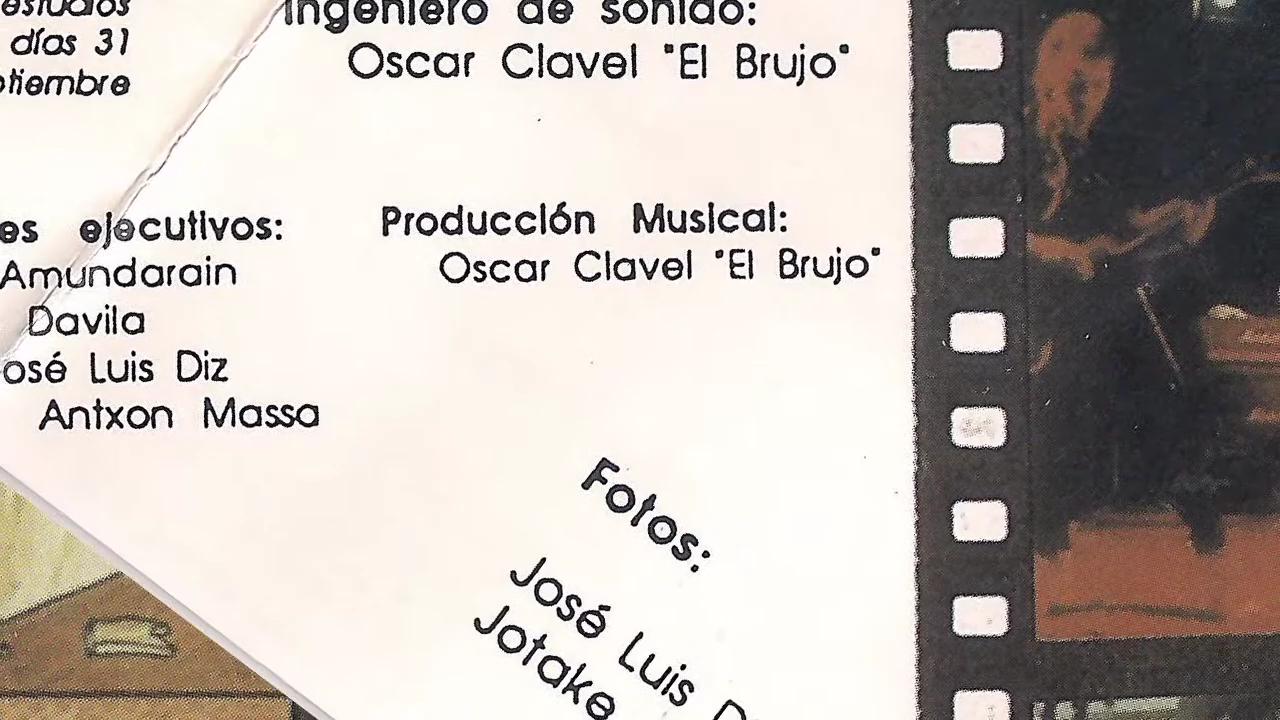 días 31
Ingeniero de sonido:
Oscar Clavel "El Brujo"
ejecutivos:
Amundarain
Davila
Luis Diz
Antxon Massa
Producción Musical:
Oscar Clavel "El Brujo"
Fotos:
José Luis
Jotake